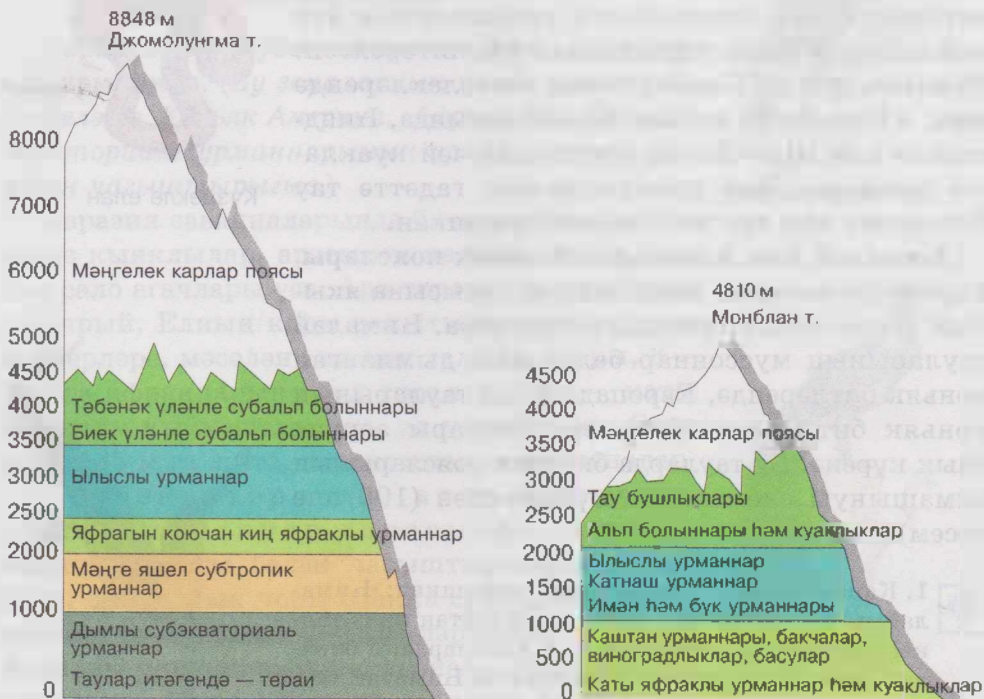 8848 м
Джомолунгма т.
8000
7000
6000
5000
4500
4000
3500
3000
2500
2000
1000
0
Мәңгелек карлар поясы
Тәбәнәк үләнле субальп болыннары
Биек үләнле субальп болыннары
Ылыслы урманнар
Яфрагын коючан киң яфраклы урманнар
Мәңге яшел субтропик
урманнар
Дымлы субэкваториаль
урманнар
Таулар итәгендә — тераи
4810 м
Монблан т.
4500
4000
3500
3000
2500
2000
1500
1000
500
0
Мәңгелек карлар поясы
Тау бушлыклары
Альп болыннары һәм куаклыклар
Ылыслы урманнар
Катнаш урманнар
Имән һәм бүк урманнары
Каштан урманнары, бакчалар,
виноградлыклар, басулар
Каты яфраклы урманнар һәм куаклыклар